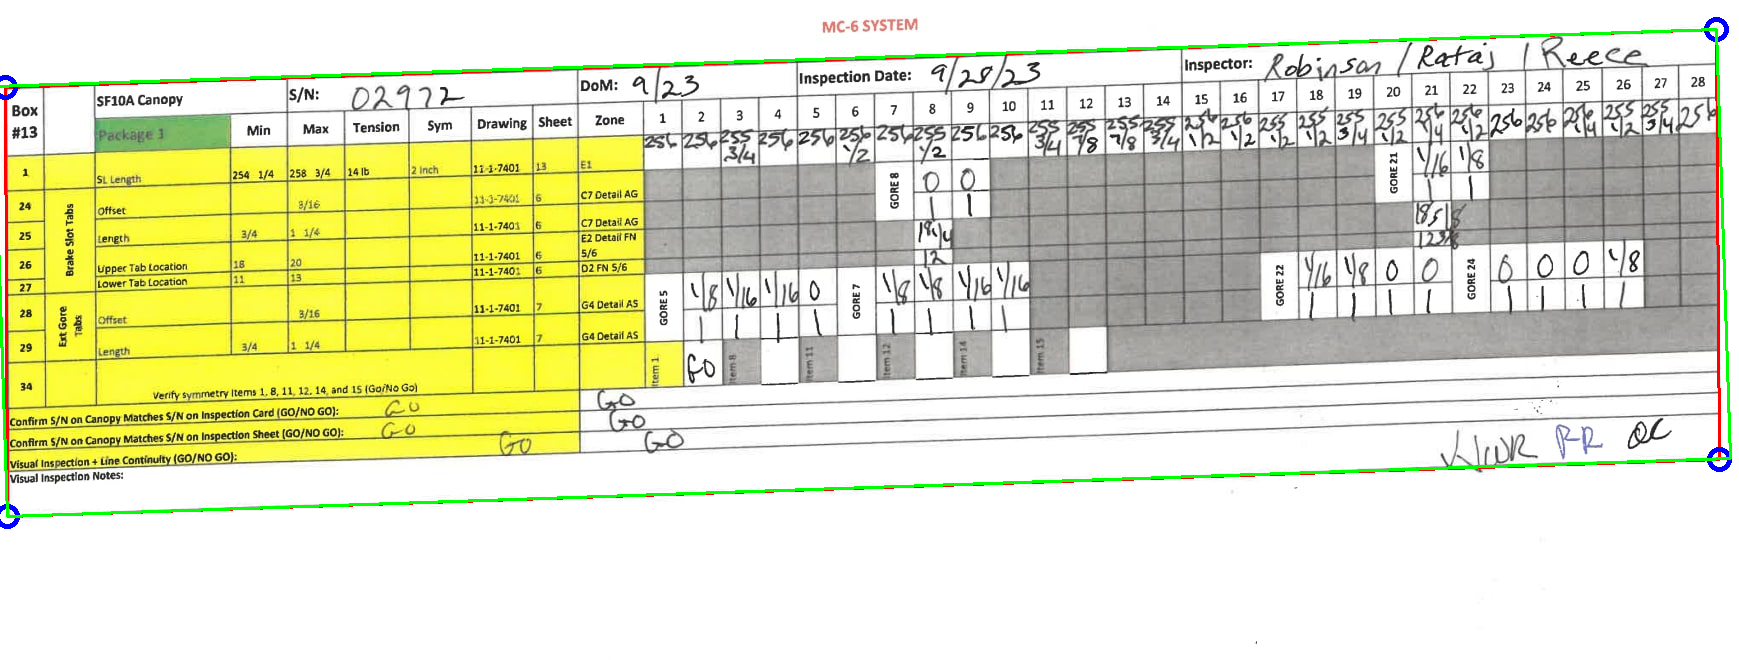 MC-6 SYSTEM
Box #13 SF10A Canopy S/N: 02972 DoM: 9/23 Inspection Date: 9/28/23 Inspector: Robinson / Rataj / Reece
Package 1 Min Max Tension Sym Drawing Sheet Zone 1 2 3 4 5 6 7 8 9 10 11 12 13 14 15 16 17 18 19 20 21 22 23 24 25 26 27 28
1 SL Length 254 1/4 258 3/4 14 lb 2 Inch 11-1-7401 13 E1 256 256 255 3/4 256 256 256 1/2 256 255 1/2 256 256 255 3/4 255 7/8 255 7/8 255 3/4 256 1/2 256 1/2 255 1/2 255 1/2 255 3/4 255 1/2 256 1/4 256 1/2 256 256 256 1/4 255 1/2 255 3/4 256
Brake Slot Tabs
24 Offset 3/16 11-1-7401 6 C7 Detail AG GORE 8 0 0 GORE 21 1/16 1/8
25 Length 3/4 1 1/4 11-1-7401 6 C7 Detail AG 1 1 1 1
26 Upper Tab Location 18 20 11-1-7401 6 E2 Detail FN 5/6
27 Lower Tab Location 11 13 11-1-7401 6 D2 FN 5/6 12
Ext Gore Tabs
28 Offset 3/16 11-1-7401 7 G4 Detail AS GORE 5 1/8 1/16 1/16 0 GORE 7 1/8 1/8 1/16 1/16 GORE 22 1/16 1/8 0 0 GORE 24 0 0 0 1/8
29 Length 3/4 1 1/4 11-1-7401 7 G4 Detail AS 1 1 1 1 1 1 1 1 1 1 1 1 1 1 1 1
34 Verify symmetry Items 1, 8, 11, 12, 14, and 15 (Go/No Go) Item 1 GO Item 8 Item 11 Item 12 Item 14 Item 15
Confirm S/N on Canopy Matches S/N on Inspection Card (GO/NO GO): GO GO
Confirm S/N on Canopy Matches S/N on Inspection Sheet (GO/NO GO): GO GO
Visual Inspection + Line Continuity (GO/NO GO): GO GO
Visual Inspection Notes:
RR